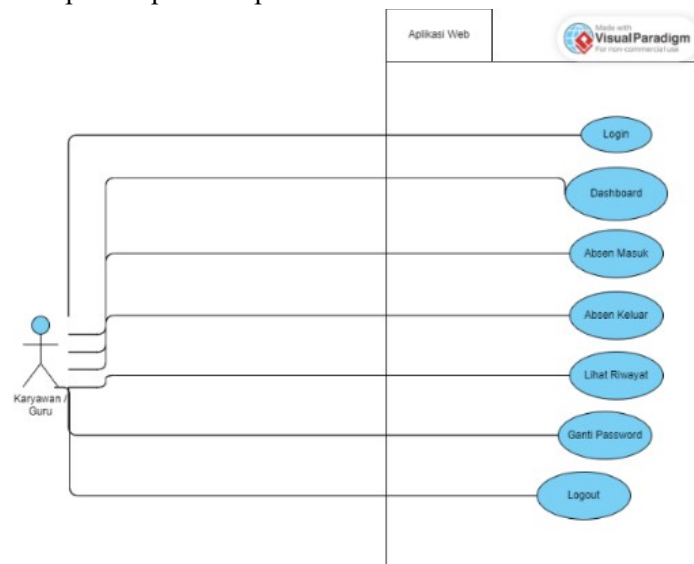 Aplikasi Web
Made with
Visual Paradigm
For non-commercial use
Login
Dashboard
Absen Masuk
Absen Keluar
Lihat Riwayat
Karyawan /
Guru
Ganti Password
Logout